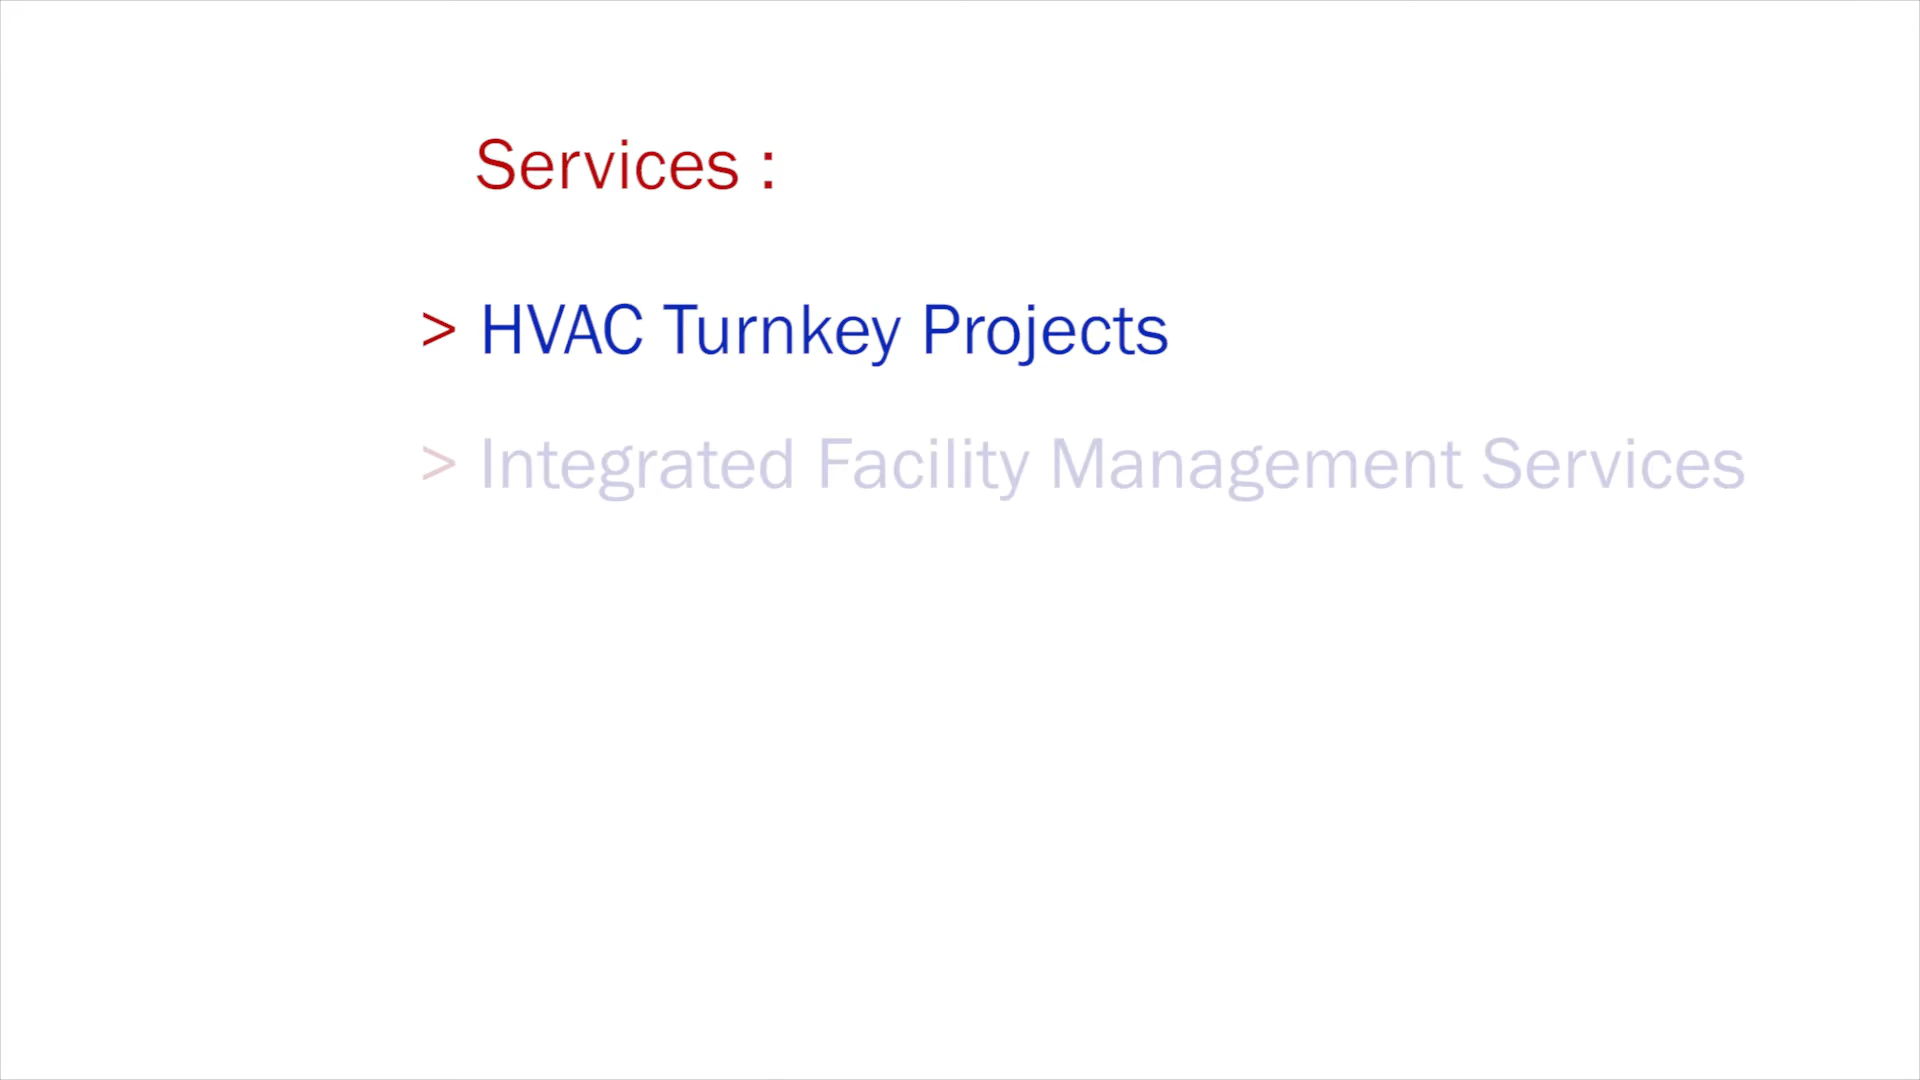 Services :
> HVAC Turnkey Projects
> Integrated Facility Management Services